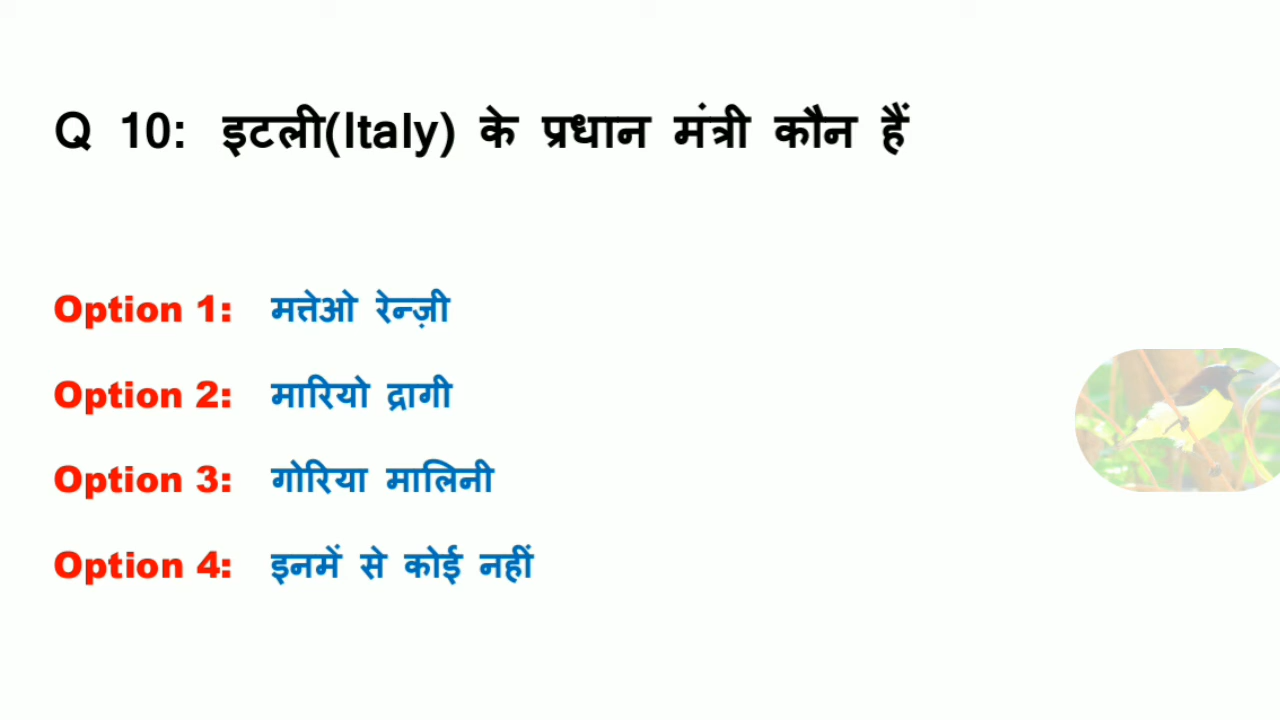 Q 10: इटली(Italy) के प्रधान मंत्री कौन हैं
Option 1: मत्तेओ रेन्ज़ी
Option 2: मारियो द्रागी
Option 3: गोरिया मालिनी
Option 4: इनमें से कोई नहीं